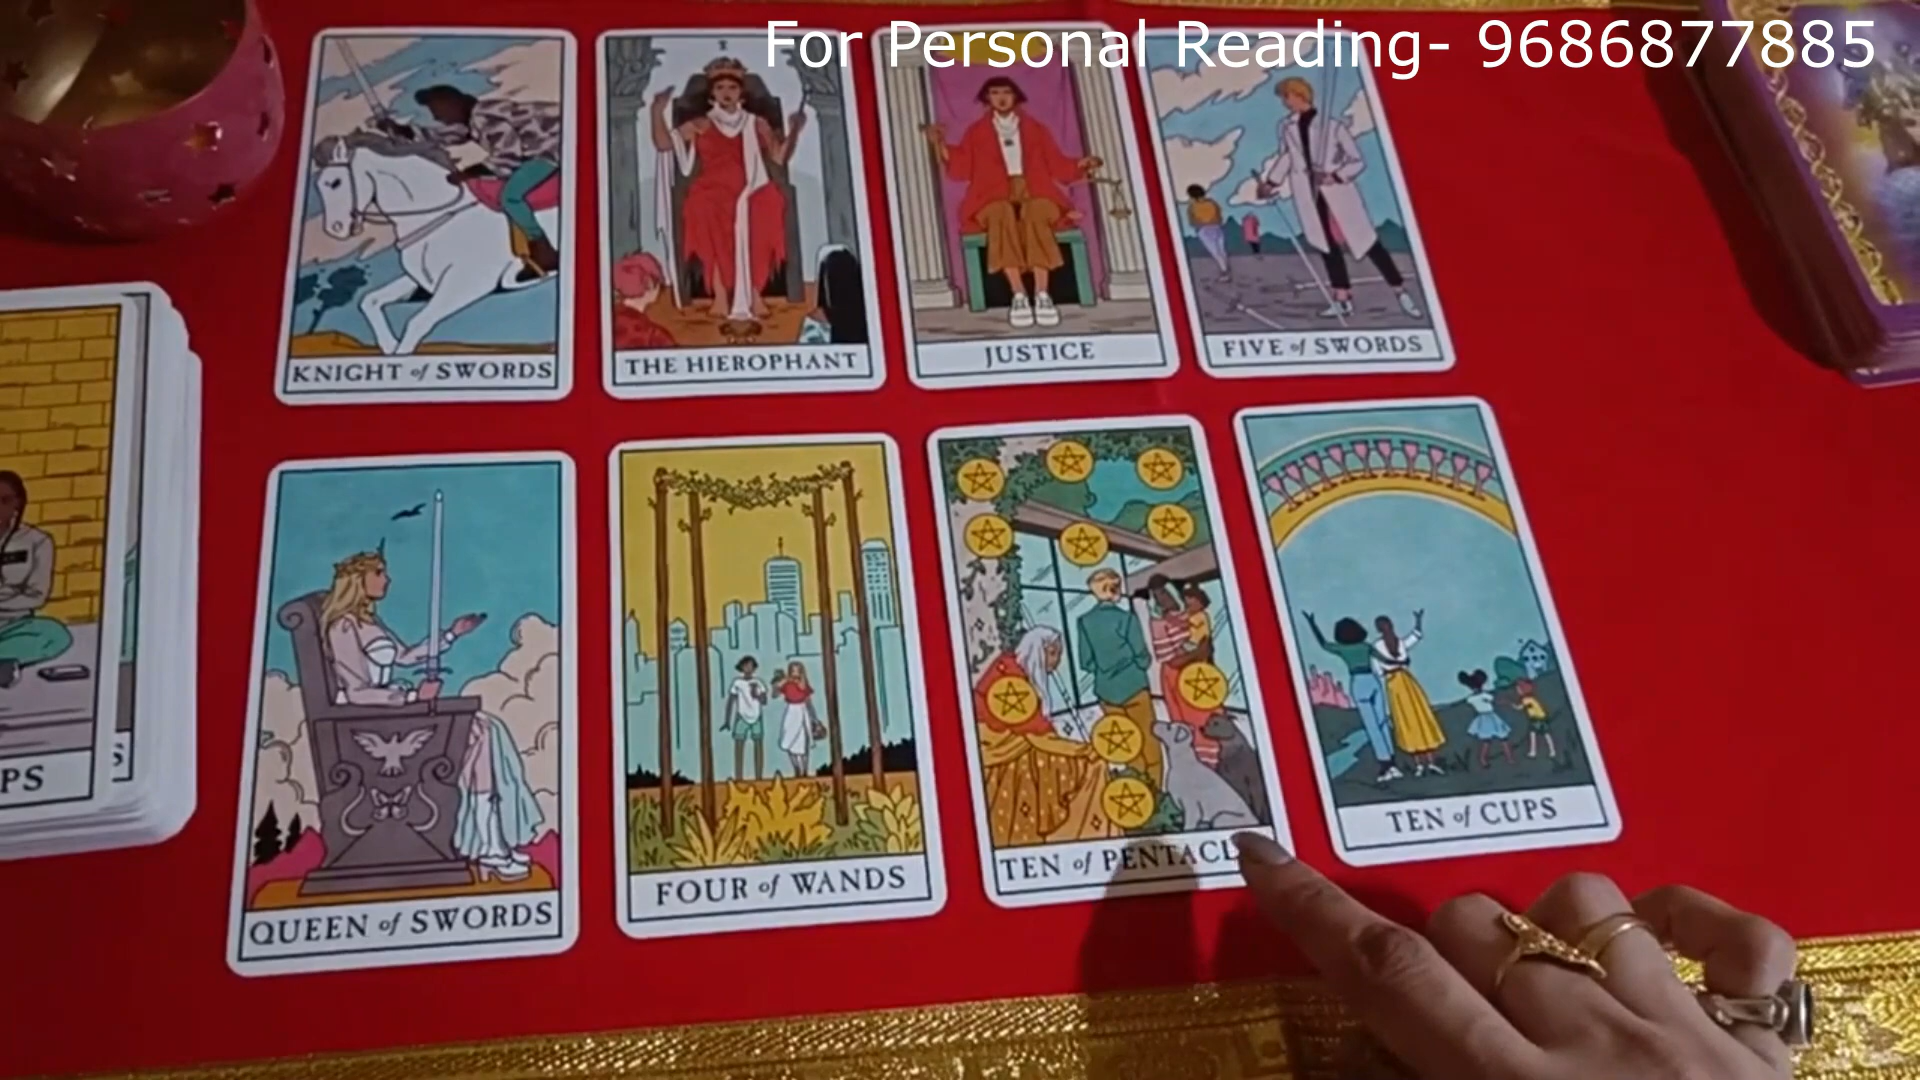 For Personal Reading- 9686877885
I
KNIGHT of SWORDS
THE HIEROPHANT
JUSTICE
FIVE of SWORDS
PS
S
QUEEN of SWORDS
FOUR of WANDS
TEN of PENTACL
TEN of CUPS